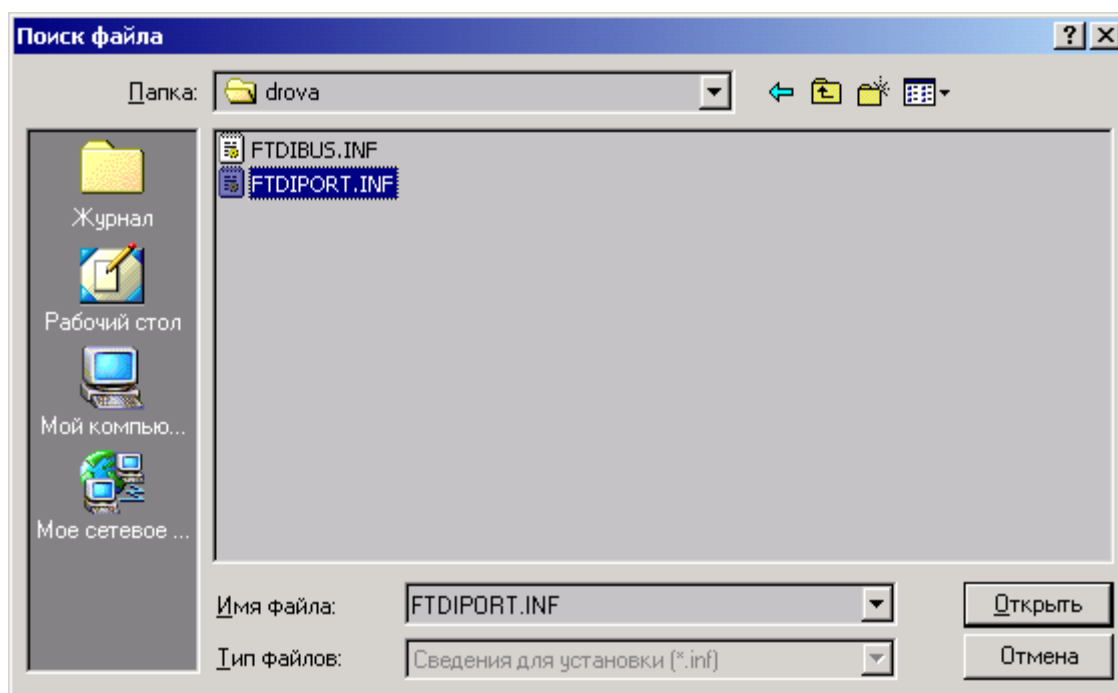 Поиск файла
Папка: drova
FTDIBUS.INF
FTDIPORT.INF
Журнал
Рабочий стол
Мой компью...
Мое сетевое ...
Имя файла: FTDIPORT.INF Открыть
Тип файлов: Сведения для установки (*.inf) Отмена